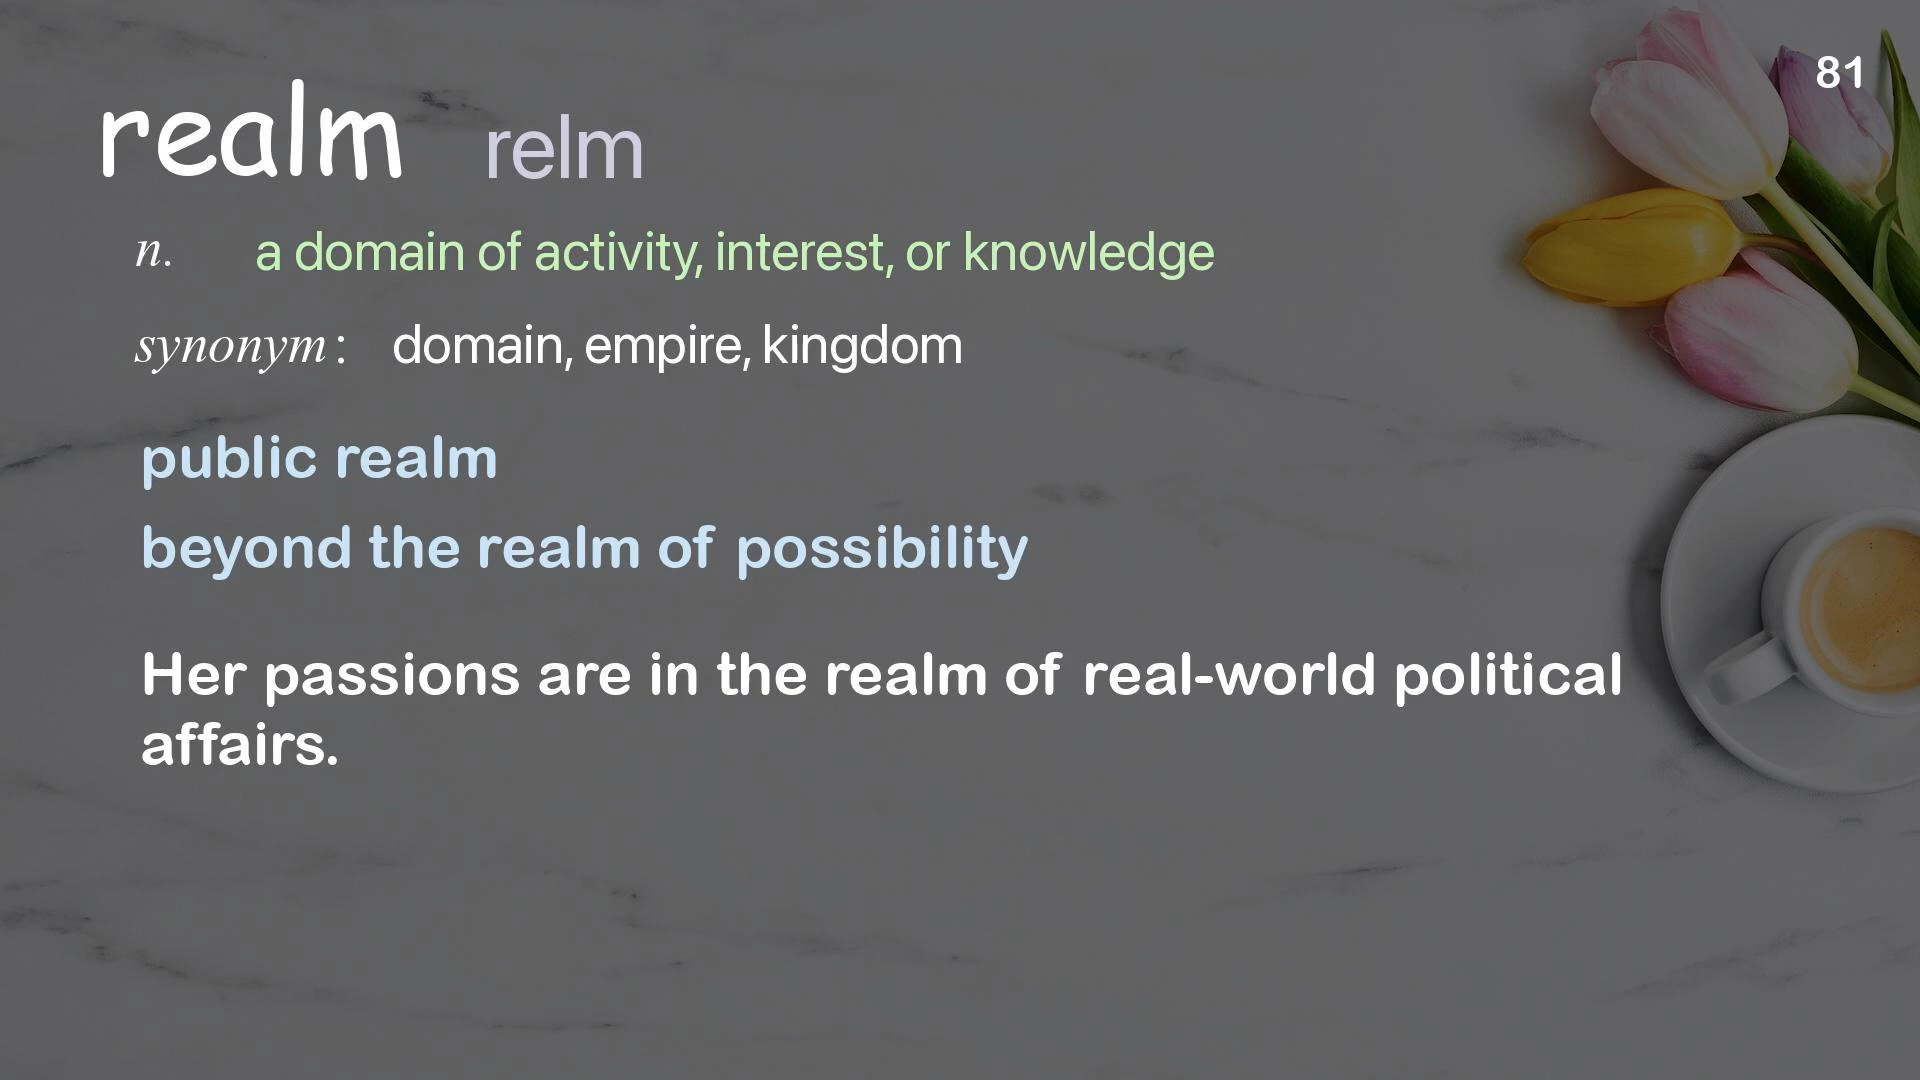 81
realm relm
n. a domain of activity, interest, or knowledge
synonym : domain, empire, kingdom
public realm
beyond the realm of possibility
Her passions are in the realm of real-world political
affairs.